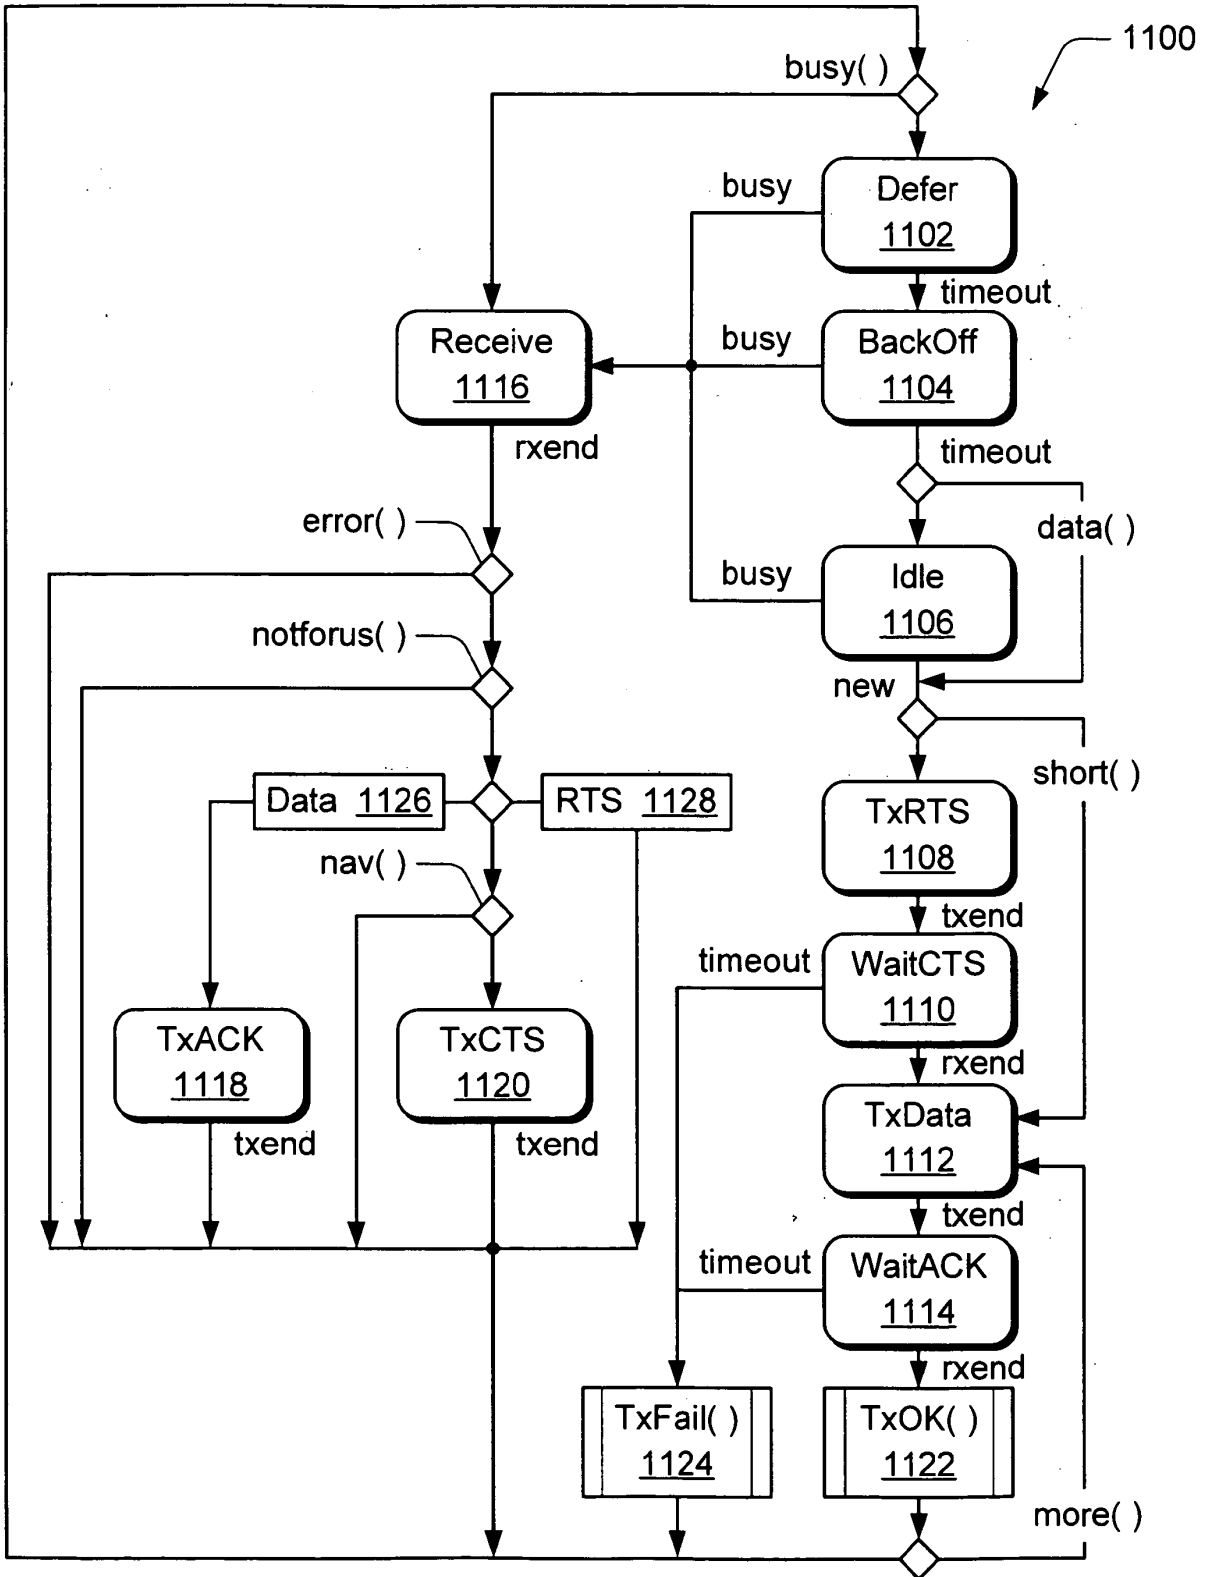 1100
busy( )
Defer
1102
busy
timeout
Receive
1116
busy
BackOff
1104
rxend
timeout
error( )
data( )
busy
Idle
1106
notforus( )
new
short( )
Data 1126
RTS 1128
TxRTS
1108
nav( )
txend
timeout
WaitCTS
1110
TxACK
1118
TxCTS
1120
rxend
txend
txend
TxData
1112
txend
timeout
WaitACK
1114
rxend
TxFail( )
1124
TxOK( )
1122
more( )